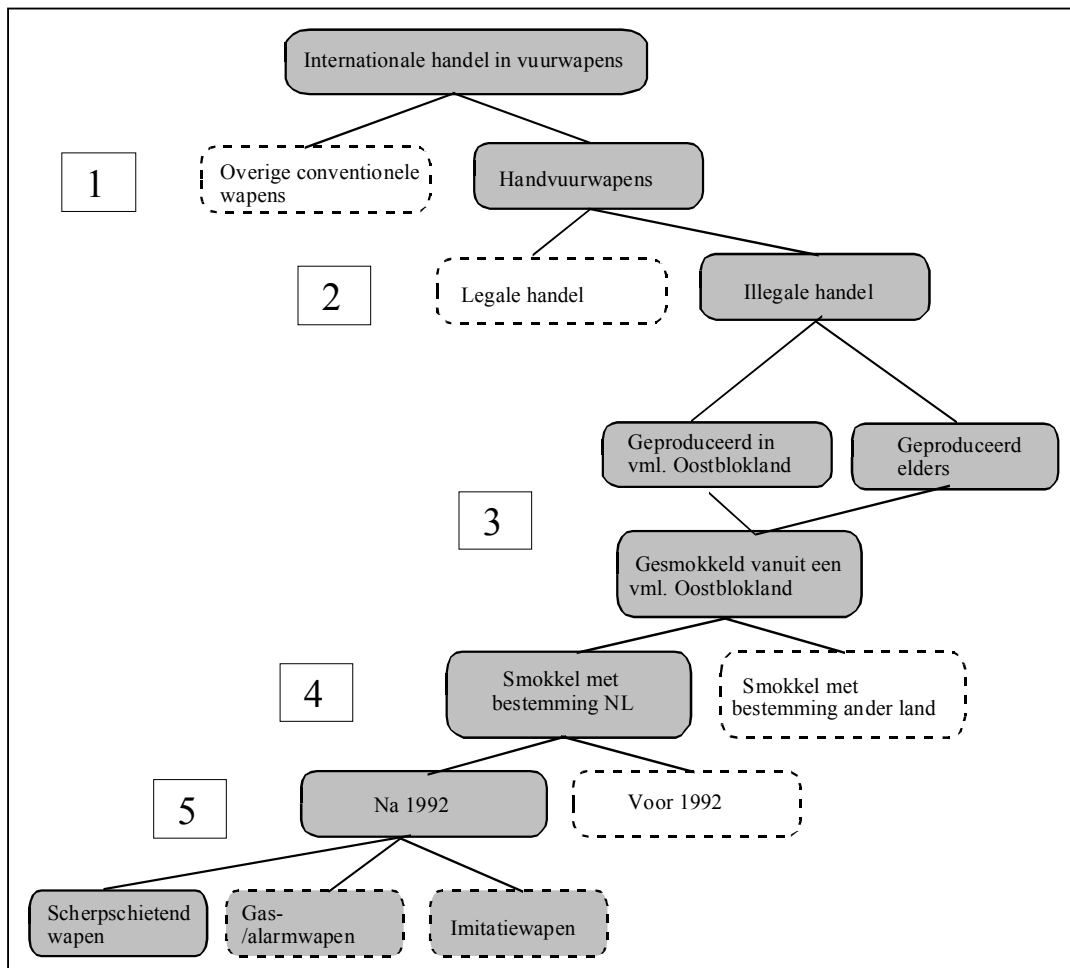 Internationale handel in vuurwapens
1
Overige conventionele
wapens
Handvuurwapens
2
Legale handel
Illegale handel
Geproduceerd in
vml. Oostblokland
Geproduceerd
elders
3
Gesmokkeld vanuit een
vml. Oostblokland
4
Smokkel met
bestemming NL
Smokkel met
bestemming ander land
5
Na 1992
Voor 1992
Scherpschietend
wapen
Gas-
/alarmwapen
Imitatiewapen